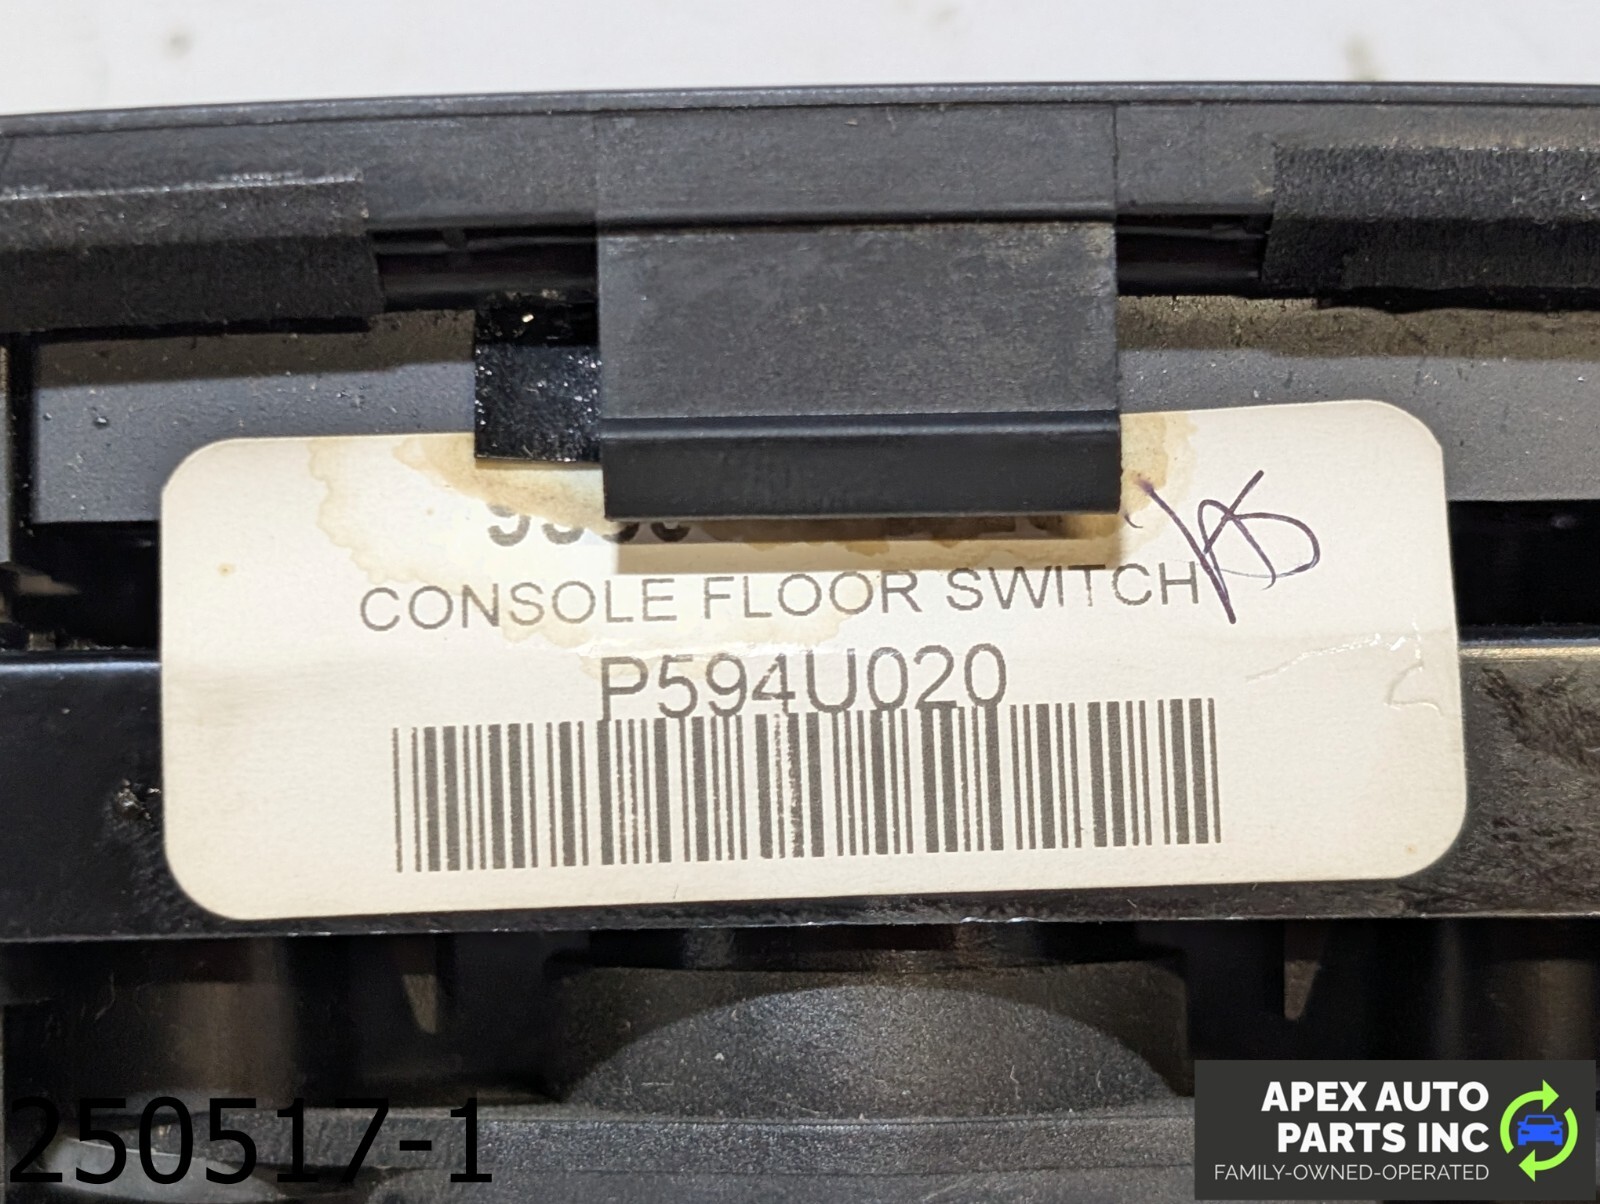 CONSOLE FLOOR SWITCH
P594U020
250517-1
APEX AUTO
PARTS INC
FAMILY-OWNED-OPERATED